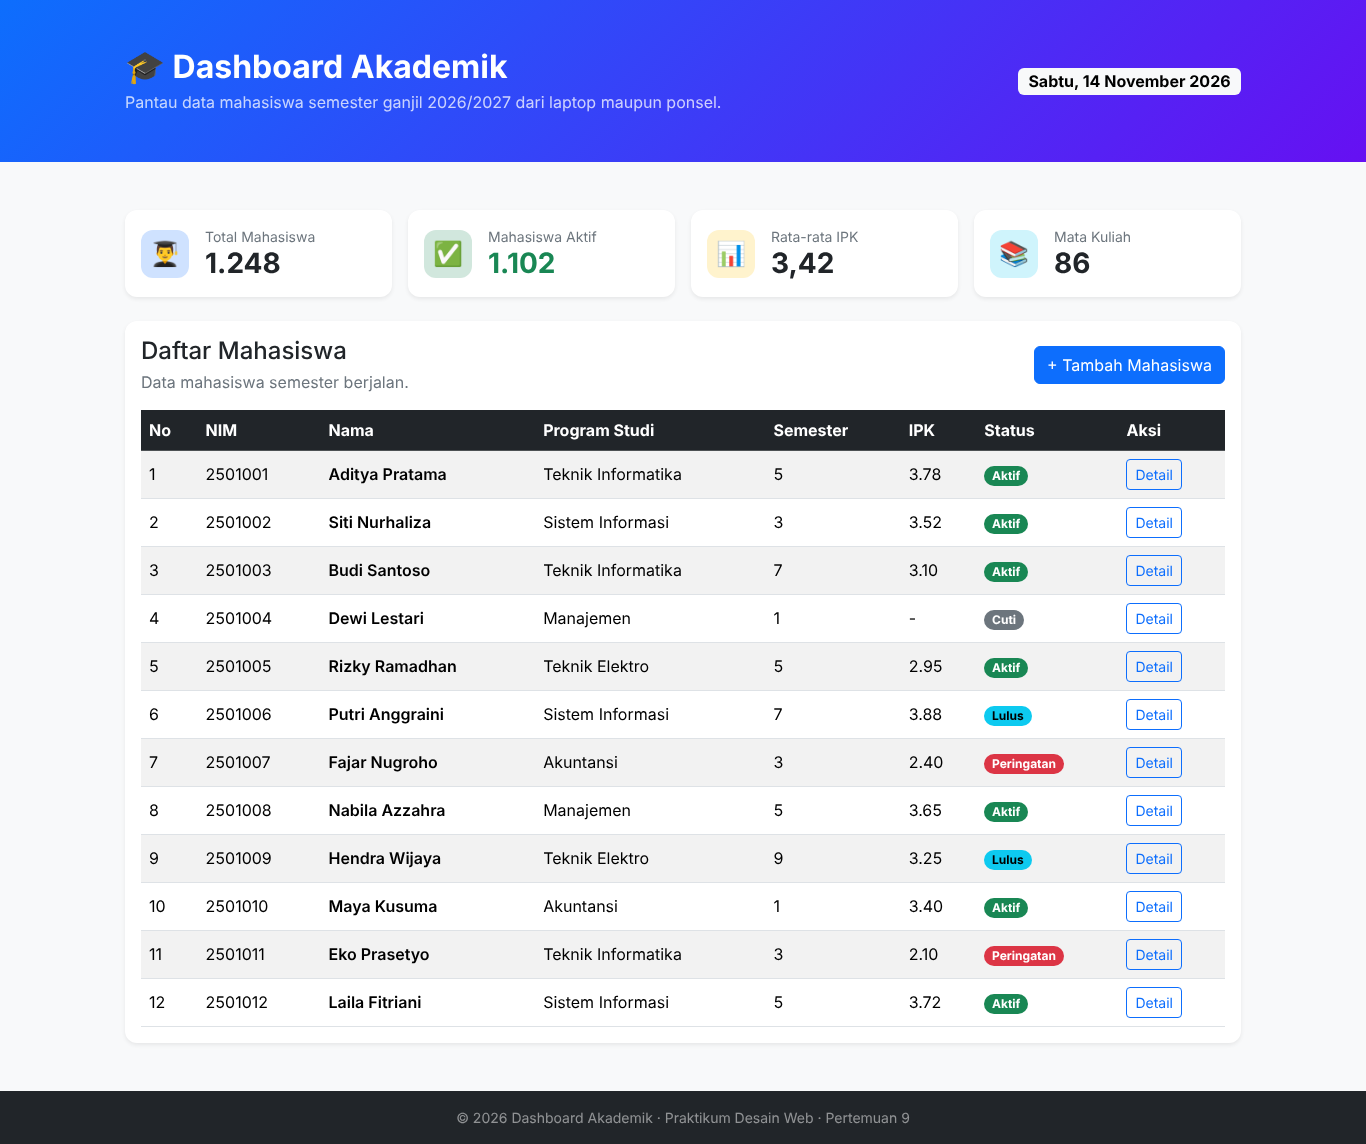 🎓 Dashboard Akademik
Pantau data mahasiswa semester ganjil 2026/2027 dari laptop maupun ponsel.
Sabtu, 14 November 2026
Total Mahasiswa
1.248
Mahasiswa Aktif
1.102
Rata-rata IPK
3,42
Mata Kuliah
86
Daftar Mahasiswa
Data mahasiswa semester berjalan.
+ Tambah Mahasiswa
No NIM Nama Program Studi Semester IPK Status Aksi
1 2501001 Aditya Pratama Teknik Informatika 5 3.78 Aktif Detail
2 2501002 Siti Nurhaliza Sistem Informasi 3 3.52 Aktif Detail
3 2501003 Budi Santoso Teknik Informatika 7 3.10 Aktif Detail
4 2501004 Dewi Lestari Manajemen 1 - Cuti Detail
5 2501005 Rizky Ramadhan Teknik Elektro 5 2.95 Aktif Detail
6 2501006 Putri Anggraini Sistem Informasi 7 3.88 Lulus Detail
7 2501007 Fajar Nugroho Akuntansi 3 2.40 Peringatan Detail
8 2501008 Nabila Azzahra Manajemen 5 3.65 Aktif Detail
9 2501009 Hendra Wijaya Teknik Elektro 9 3.25 Lulus Detail
10 2501010 Maya Kusuma Akuntansi 1 3.40 Aktif Detail
11 2501011 Eko Prasetyo Teknik Informatika 3 2.10 Peringatan Detail
12 2501012 Laila Fitriani Sistem Informasi 5 3.72 Aktif Detail
© 2026 Dashboard Akademik · Praktikum Desain Web · Pertemuan 9